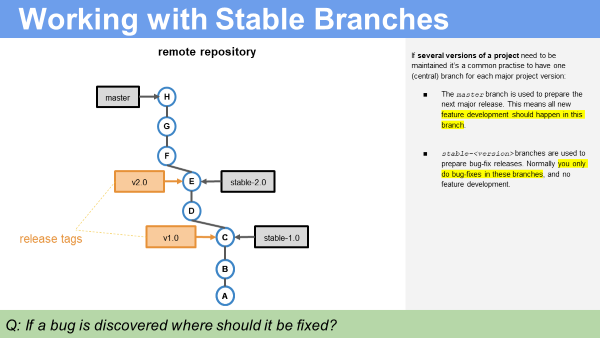 Working with Stable Branches
remote repository
master
H
G
F
v2.0
E
stable-2.0
D
release tags
v1.0
C
stable-1.0
B
A
If several versions of a project need to be
maintained it's a common practise to have one
(central) branch for each major project version:
■ The master branch is used to prepare the
next major release. This means all new
feature development should happen in this
branch.
■ stable-<version> branches are used to
prepare bug-fix releases. Normally you only
do bug-fixes in these branches, and no
feature development.
Q: If a bug is discovered where should it be fixed?